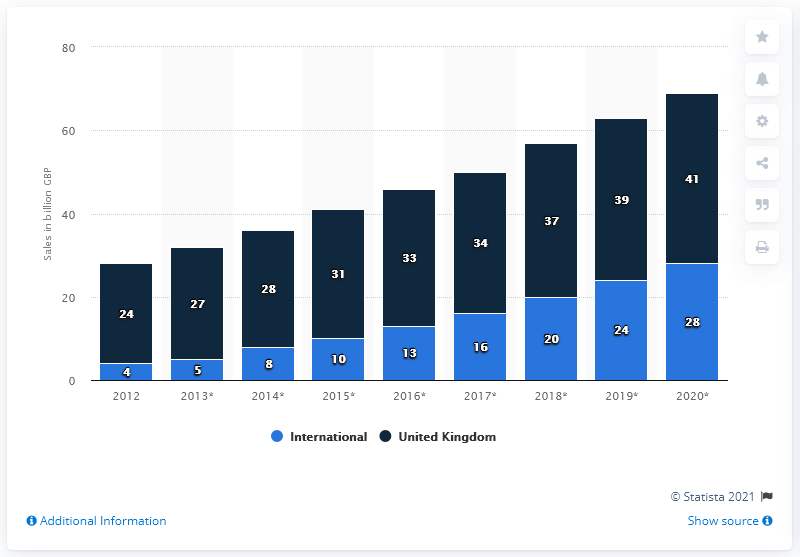 80
60
40
20
0
Sales in billion GBP
24 27 28 31 33 34 37 39 41
4 5 8 10 13 16 20 24 28
2012 2013* 2014* 2015* 2016* 2017* 2018* 2019* 2020*
International United Kingdom
© Statista 2021
Additional Information Show source